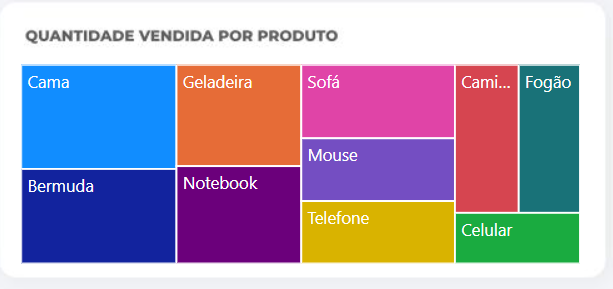 QUANTIDADE VENDIDA POR PRODUTO
Cama
Geladeira
Sofá
Cami...
Fogão
Mouse
Bermuda
Notebook
Telefone
Celular